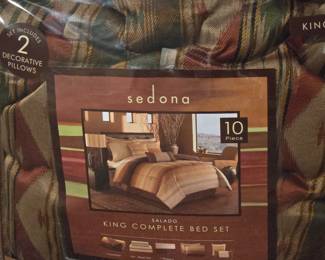 SET INCLUDES
2
DECORATIVE
PILLOWS
KING
sedona
10
Piece
SALADO
KING COMPLETE BED SET